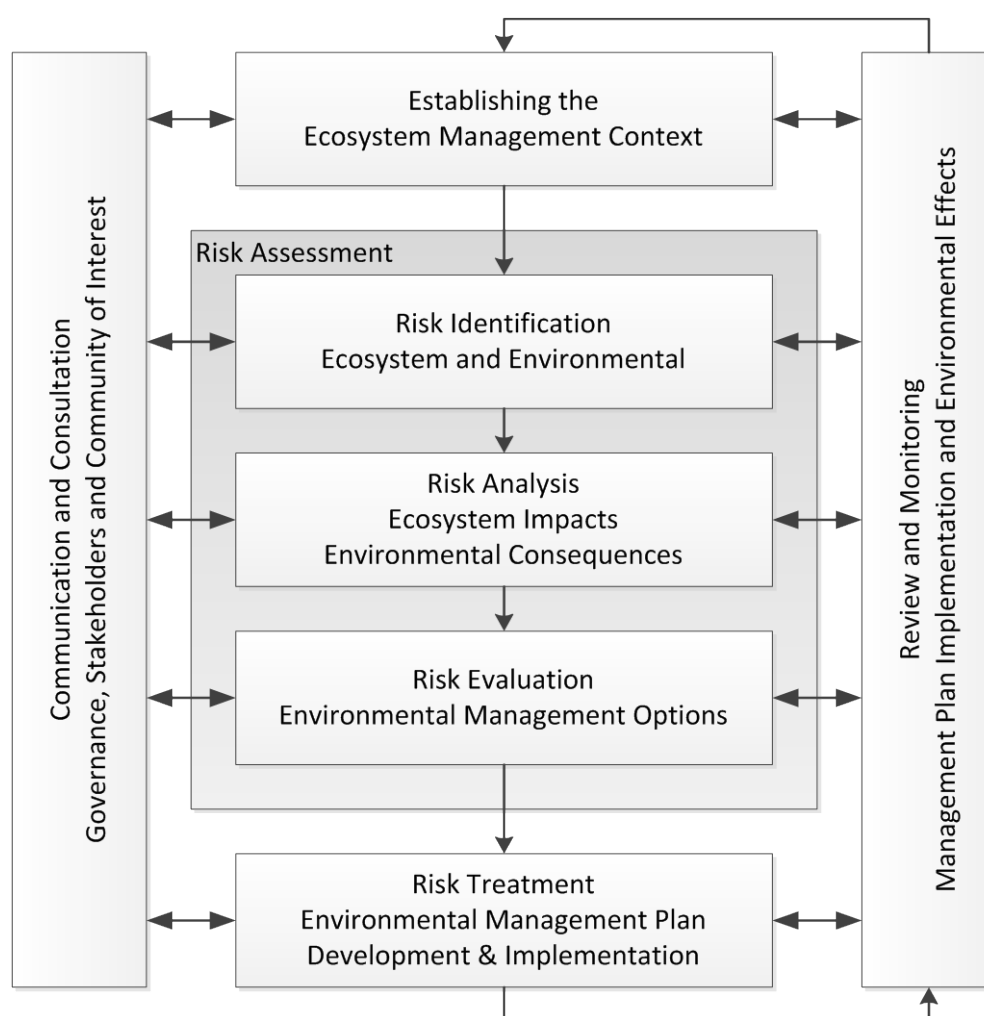 Establishing the
Ecosystem Management Context
Risk Assessment
Risk Identification
Ecosystem and Environmental
Risk Analysis
Ecosystem Impacts
Environmental Consequences
Risk Evaluation
Environmental Management Options
Risk Treatment
Environmental Management Plan
Development & Implementation
Communication and Consultation
Governance, Stakeholders and Community of Interest
Review and Monitoring
Management Plan Implementation and Environmental Effects